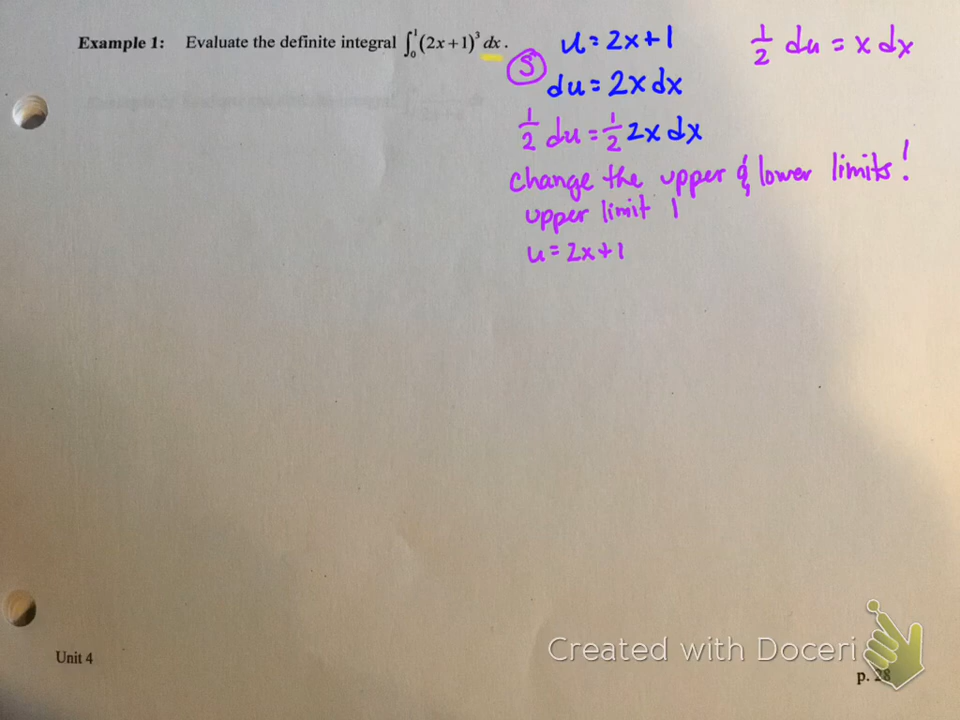 Example 1: Evaluate the definite integral ∫₀¹(2x+1)³ dx.
u = 2x+1
1/2 du = x dx
S
du = 2x dx
1/2 du = 1/2 2x dx
change the upper & lower limits!
upper limit 1
u = 2x+1
Created with Doceri
Unit 4
p. 28